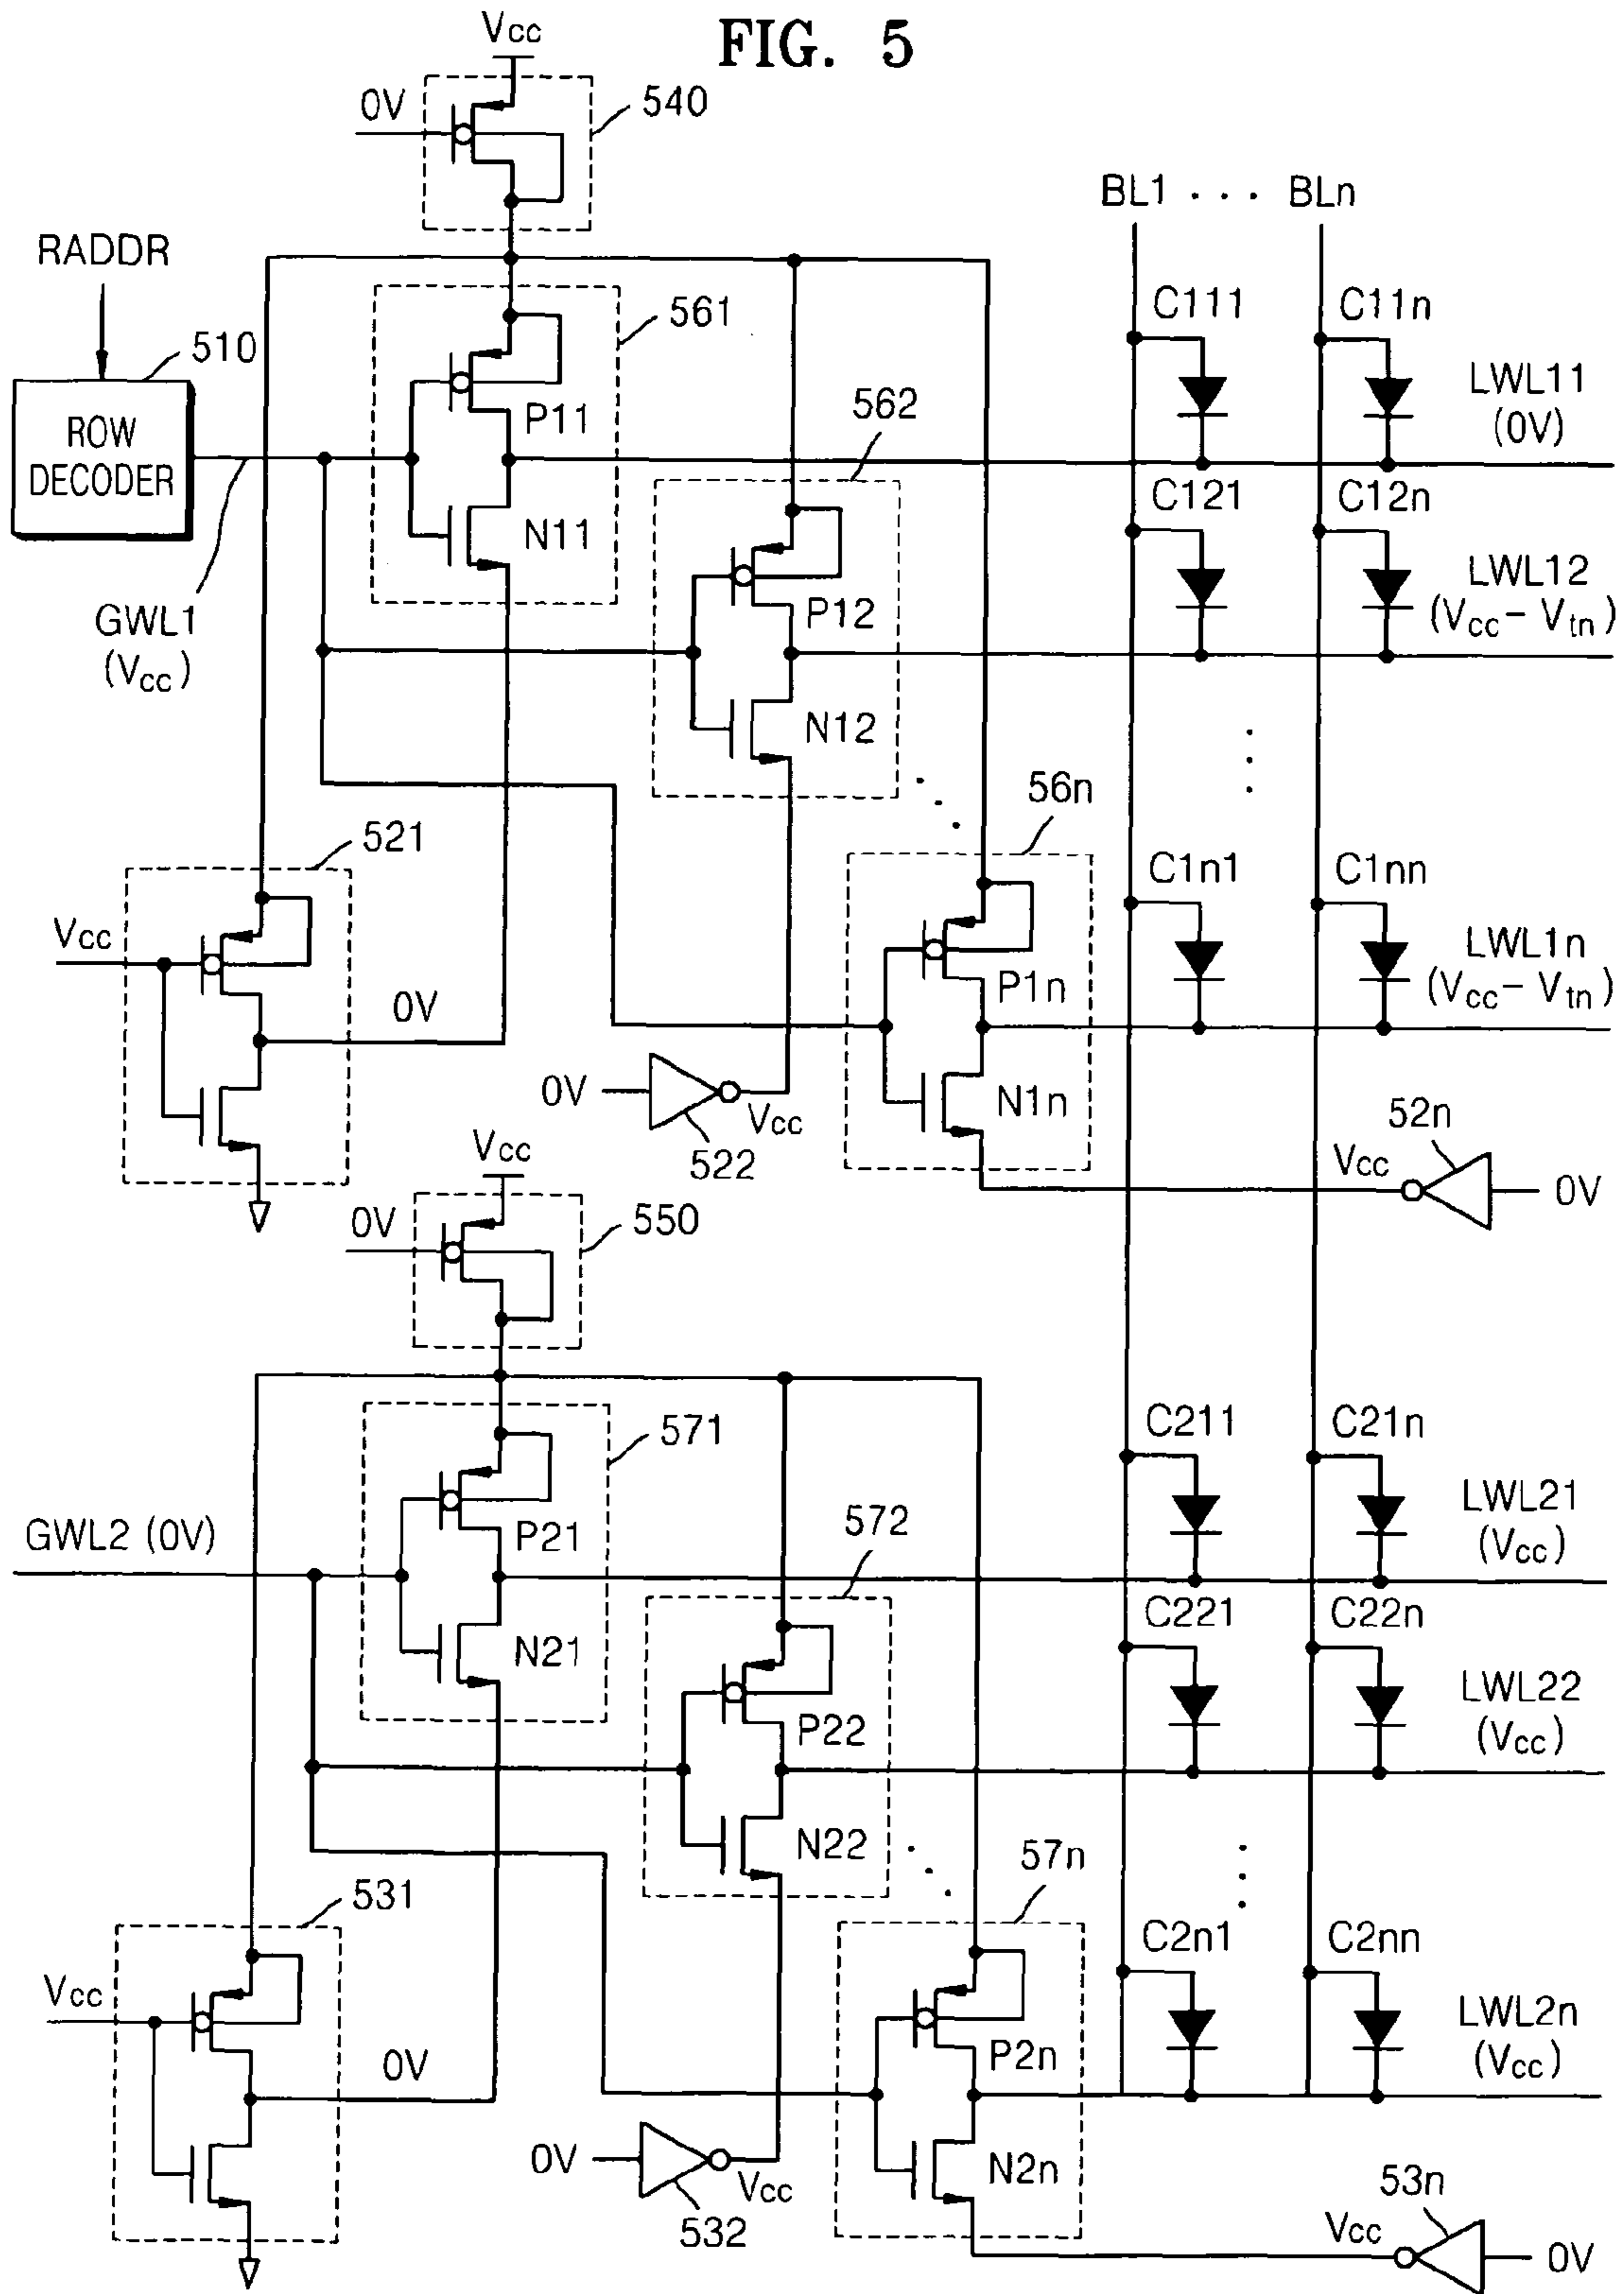 FIG. 5
Vcc
0V
540
BL1 . . . BLn
RADDR
510
ROW
DECODER
561
P11
N11
C111
C11n
LWL11
(0V)
562
C121
C12n
P12
N12
LWL12
(Vcc – Vtn)
GWL1
(Vcc)
521
Vcc
0V
56n
C1n1
C1nn
P1n
N1n
LWL1n
(Vcc – Vtn)
0V
Vcc
522
52n
Vcc
0V
Vcc
0V
550
571
C211
C21n
P21
N21
LWL21
(Vcc)
GWL2 (0V)
572
C221
C22n
P22
N22
LWL22
(Vcc)
531
Vcc
0V
57n
C2n1
C2nn
P2n
N2n
LWL2n
(Vcc)
0V
Vcc
532
53n
Vcc
0V